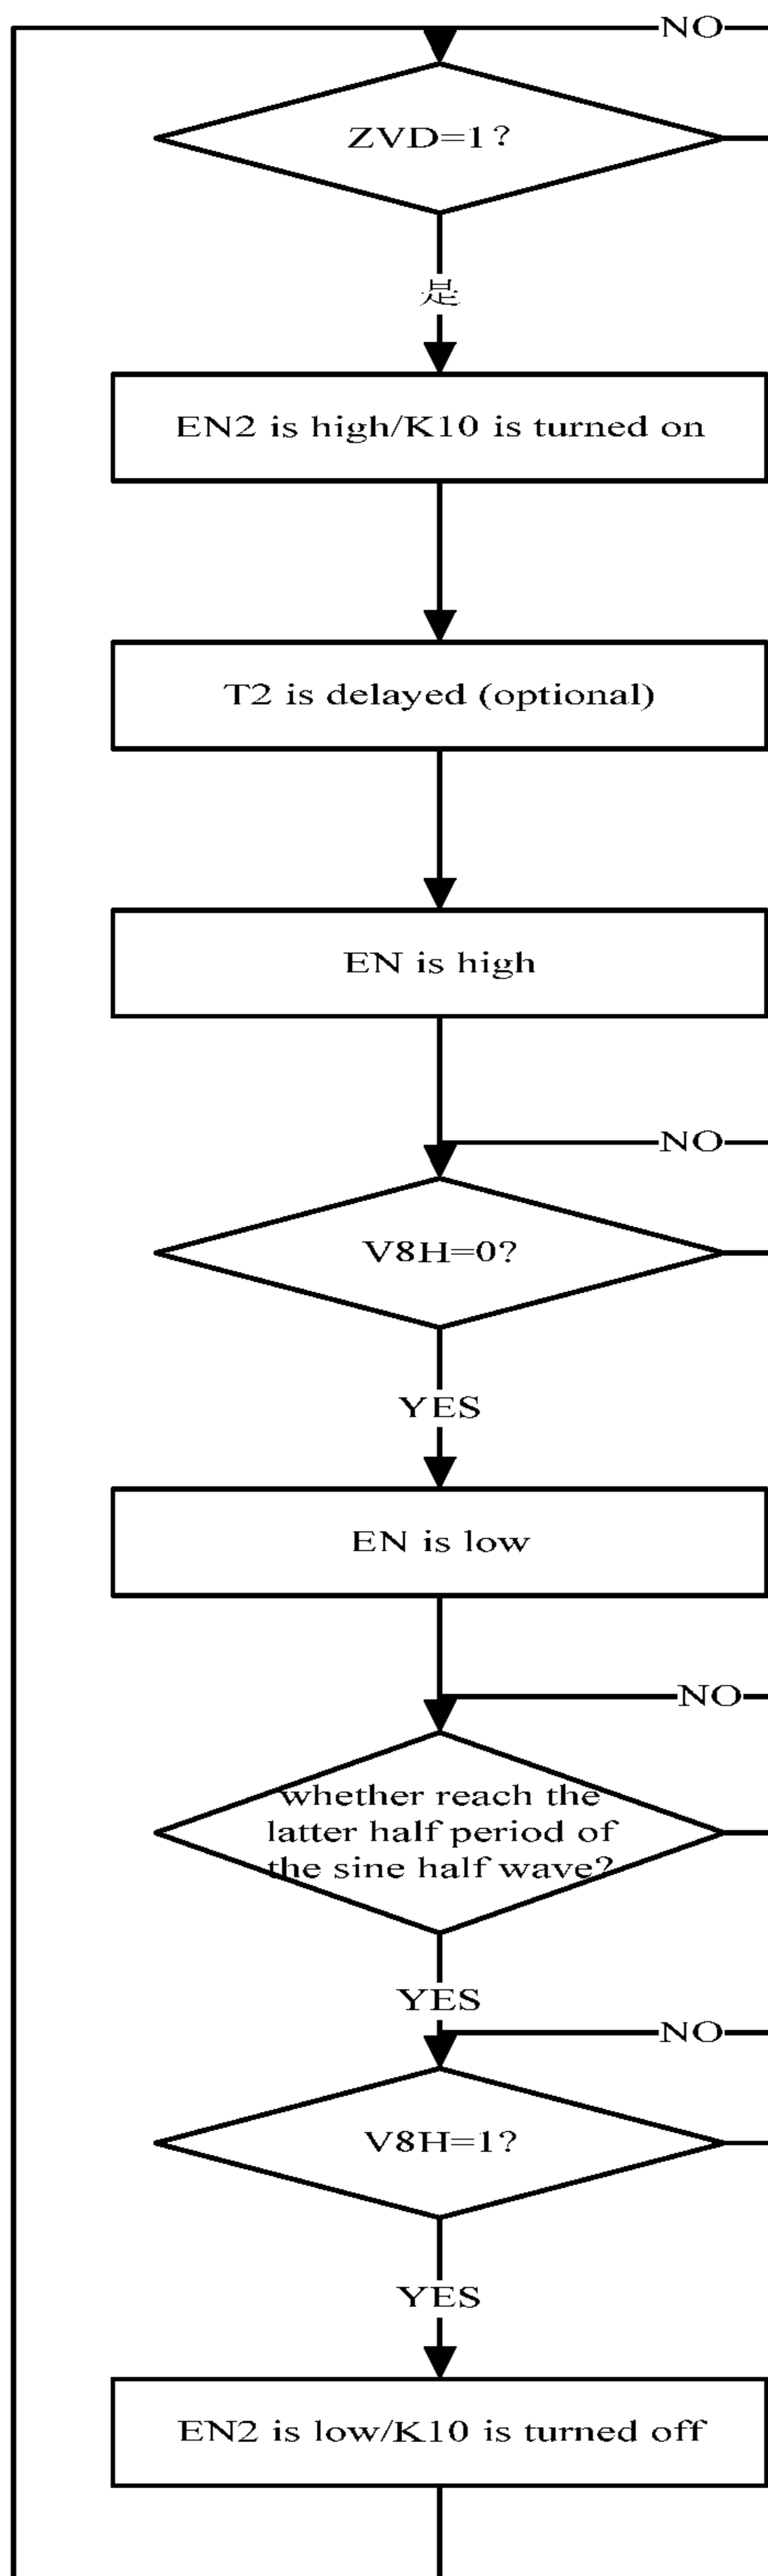 NO
ZVD=1?
是
EN2 is high/K10 is turned on
T2 is delayed (optional)
EN is high
NO
V8H=0?
YES
EN is low
NO
whether reach the
latter half period of
the sine half wave?
YES
NO
V8H=1?
YES
EN2 is low/K10 is turned off